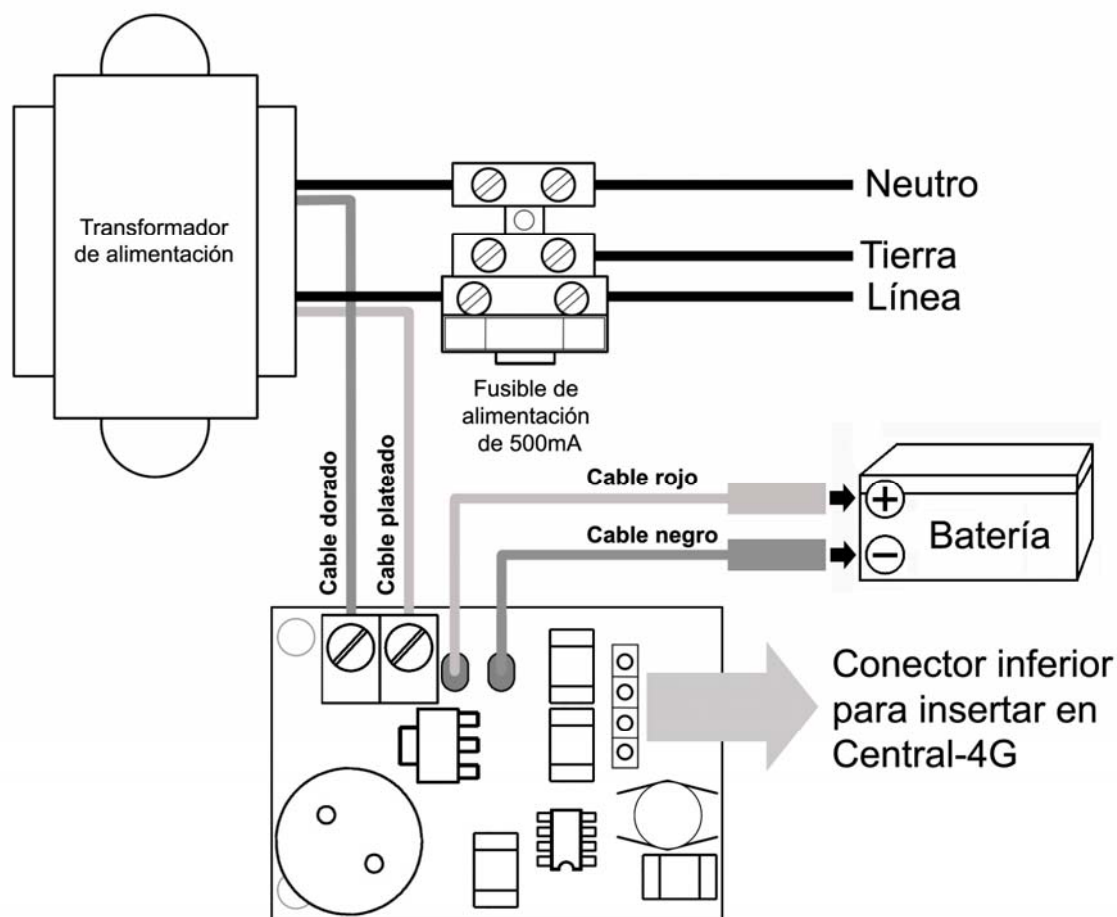 Neutro
Transformador
de alimentación
Tierra
Línea
Fusible de
alimentación
de 500mA
Cable dorado
Cable plateado
Cable rojo
Cable negro
+
−
Batería
Conector inferior
para insertar en
Central-4G